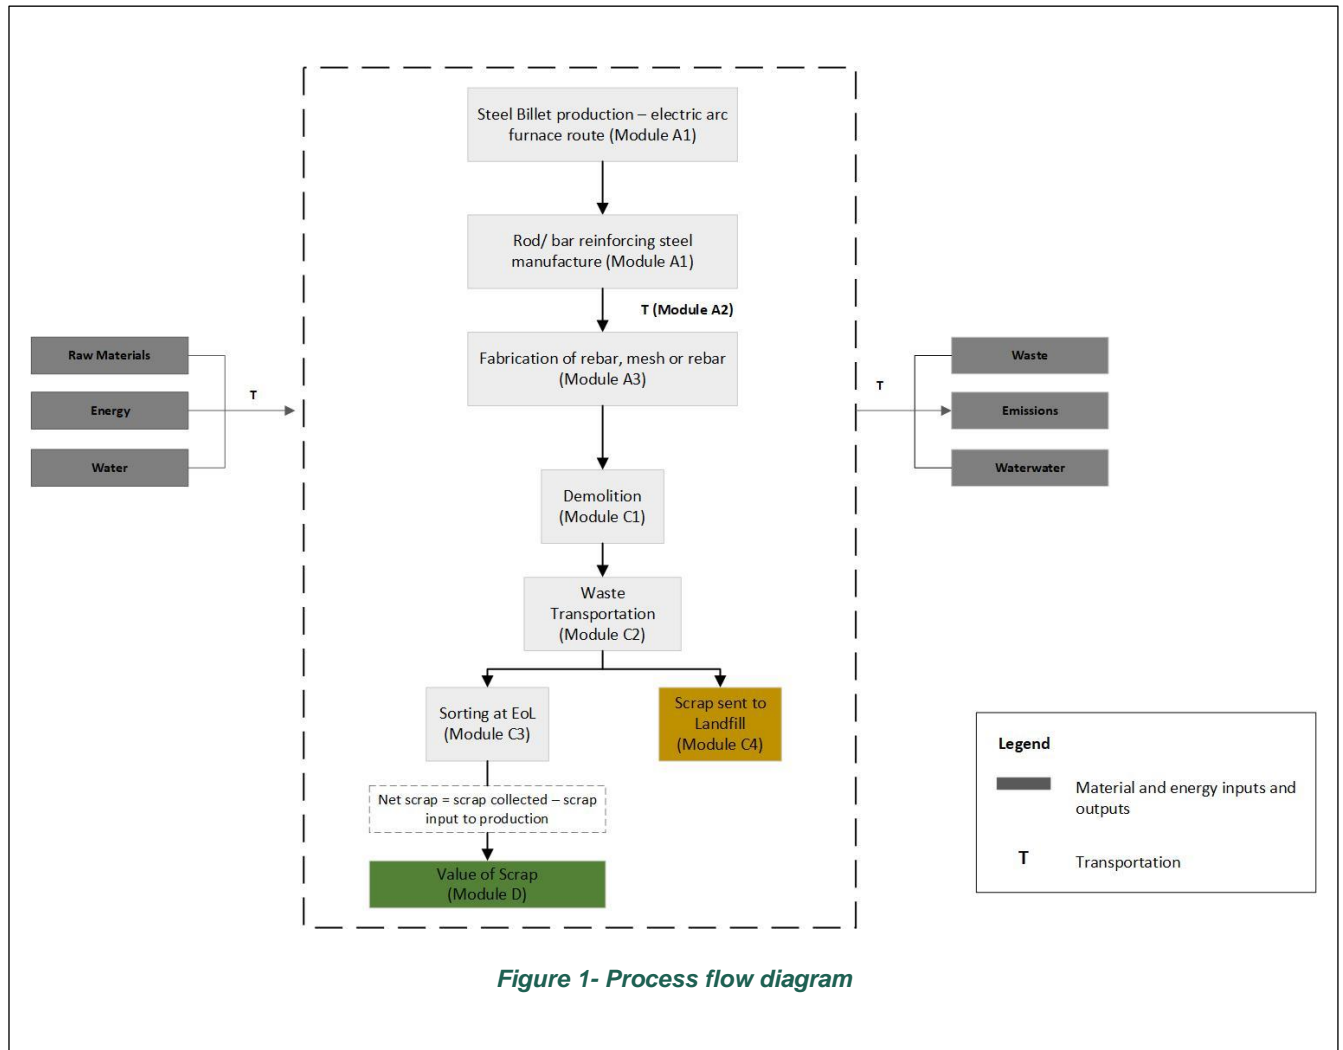 Steel Billet production – electric arc
furnace route (Module A1)
Rod/ bar reinforcing steel
manufacture (Module A1)
T (Module A2)
Fabrication of rebar, mesh or rebar
(Module A3)
Raw Materials
Energy
Water
T
T
Waste
Emissions
Waterwater
Demolition
(Module C1)
Waste
Transportation
(Module C2)
Sorting at EoL
(Module C3)
Scrap sent to
Landfill
(Module C4)
Net scrap = scrap collected – scrap
input to production
Value of Scrap
(Module D)
Legend
Material and energy inputs and
outputs
T Transportation
Figure 1- Process flow diagram